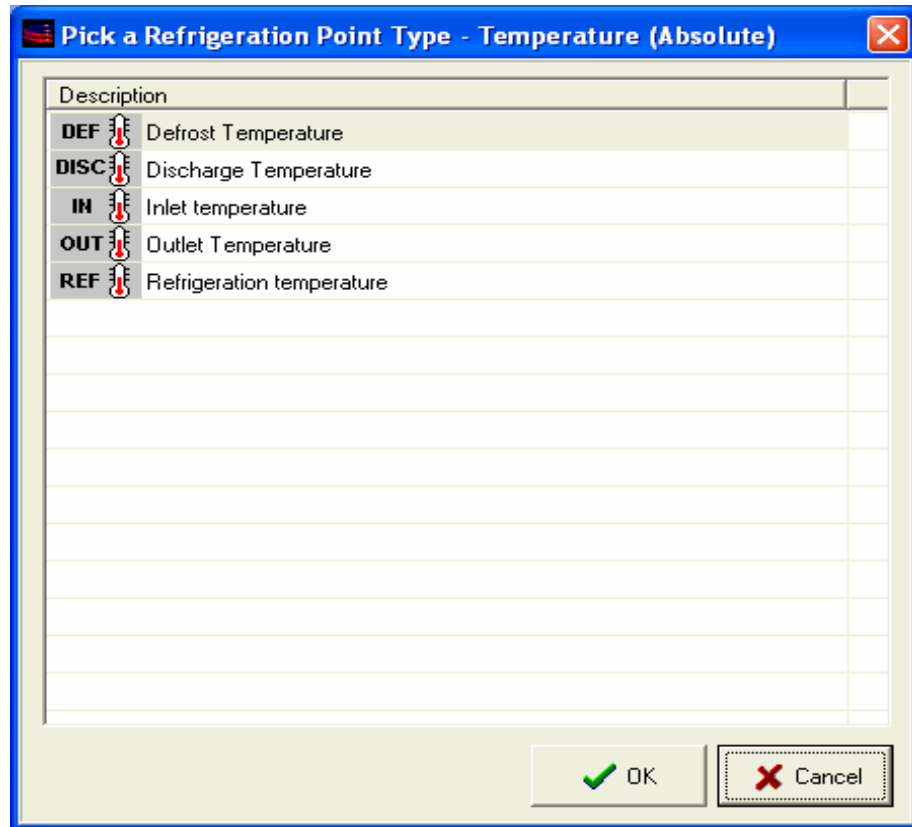 Pick a Refrigeration Point Type - Temperature (Absolute)
Description
DEF Defrost Temperature
DISC Discharge Temperature
IN Inlet temperature
OUT Outlet Temperature
REF Refrigeration temperature
OK Cancel